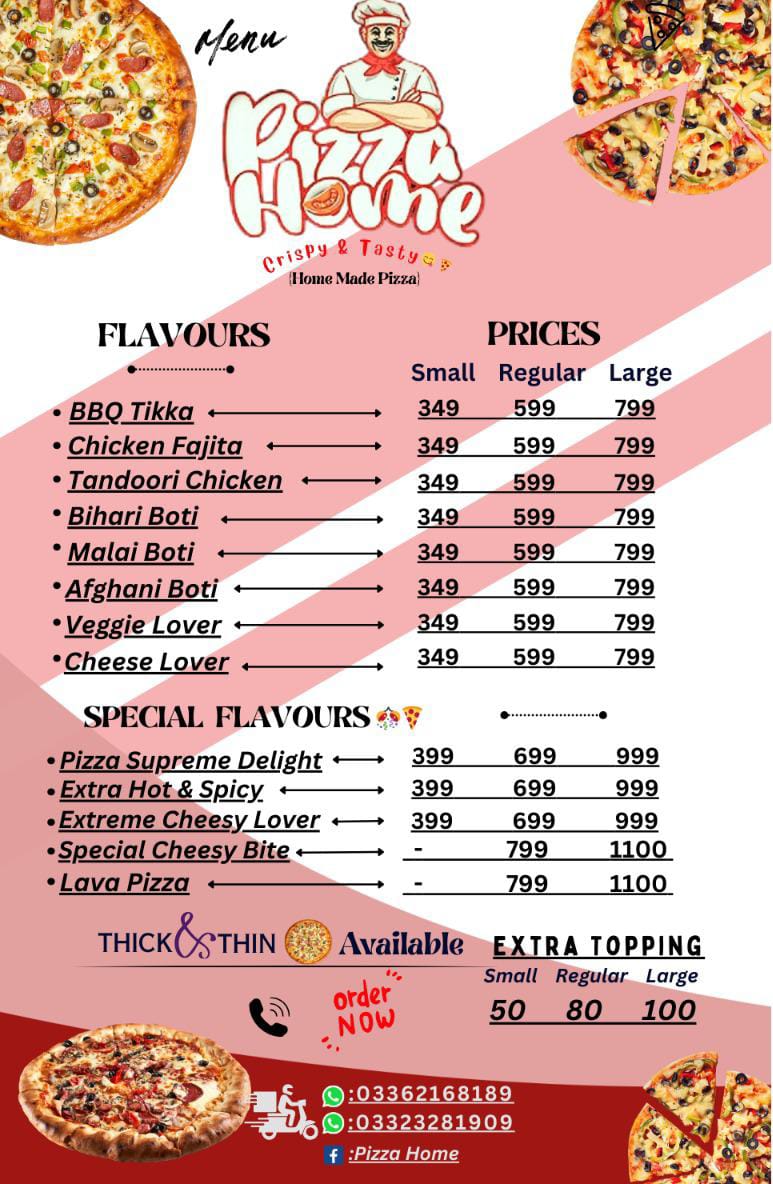 Menu
Pizza
Home
Crispy & Tasty😋🍕
(Home Made Pizza)
FLAVOURS PRICES
Small Regular Large
• BBQ Tikka 349 599 799
• Chicken Fajita 349 599 799
• Tandoori Chicken 349 599 799
• Bihari Boti 349 599 799
• Malai Boti 349 599 799
• Afghani Boti 349 599 799
• Veggie Lover 349 599 799
• Cheese Lover 349 599 799
SPECIAL FLAVOURS
• Pizza Supreme Delight 399 699 999
• Extra Hot & Spicy 399 699 999
• Extreme Cheesy Lover 399 699 999
• Special Cheesy Bite - 799 1100
• Lava Pizza - 799 1100
THICK & THIN Available
EXTRA TOPPING
Small Regular Large
50 80 100
order
NOW
:03362168189
:03323281909
:Pizza Home